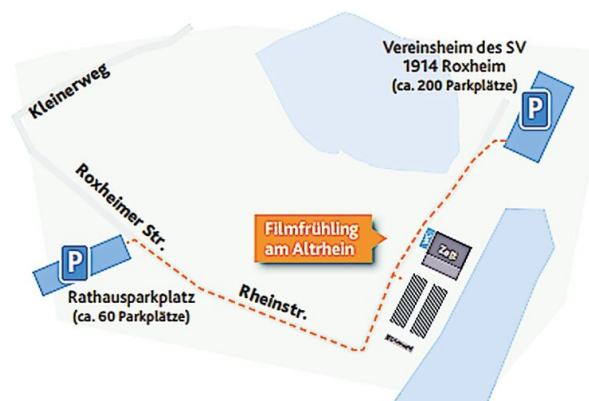 Vereinsheim des SV
1914 Roxheim
(ca. 200 Parkplätze)
P
Kleinerweg
Roxheimer Str.
Filmfrühling
am Altrhein
P
Rathausparkplatz
(ca. 60 Parkplätze)
Rheinstr.